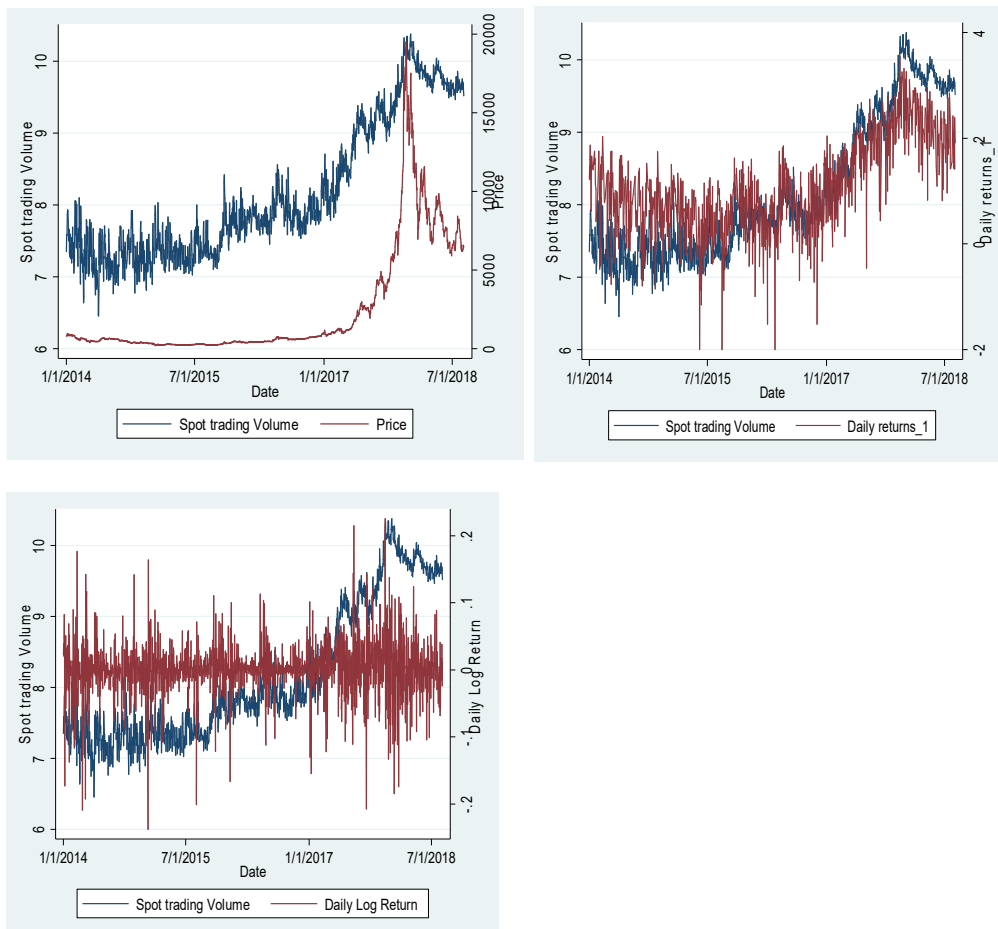 Spot trading Volume
10
9
8
7
6
20000
15000
10000
5000
0
Price
1/1/2014 7/1/2015 1/1/2017 7/1/2018
Date
Spot trading Volume Price
Spot trading Volume
10
9
8
7
6
4
2
0
-2
Daily returns_1
1/1/2014 7/1/2015 1/1/2017 7/1/2018
Date
Spot trading Volume Daily returns_1
Spot trading Volume
10
9
8
7
6
.2
.1
0
-.1
-.2
Daily Log Return
1/1/2014 7/1/2015 1/1/2017 7/1/2018
Date
Spot trading Volume Daily Log Return